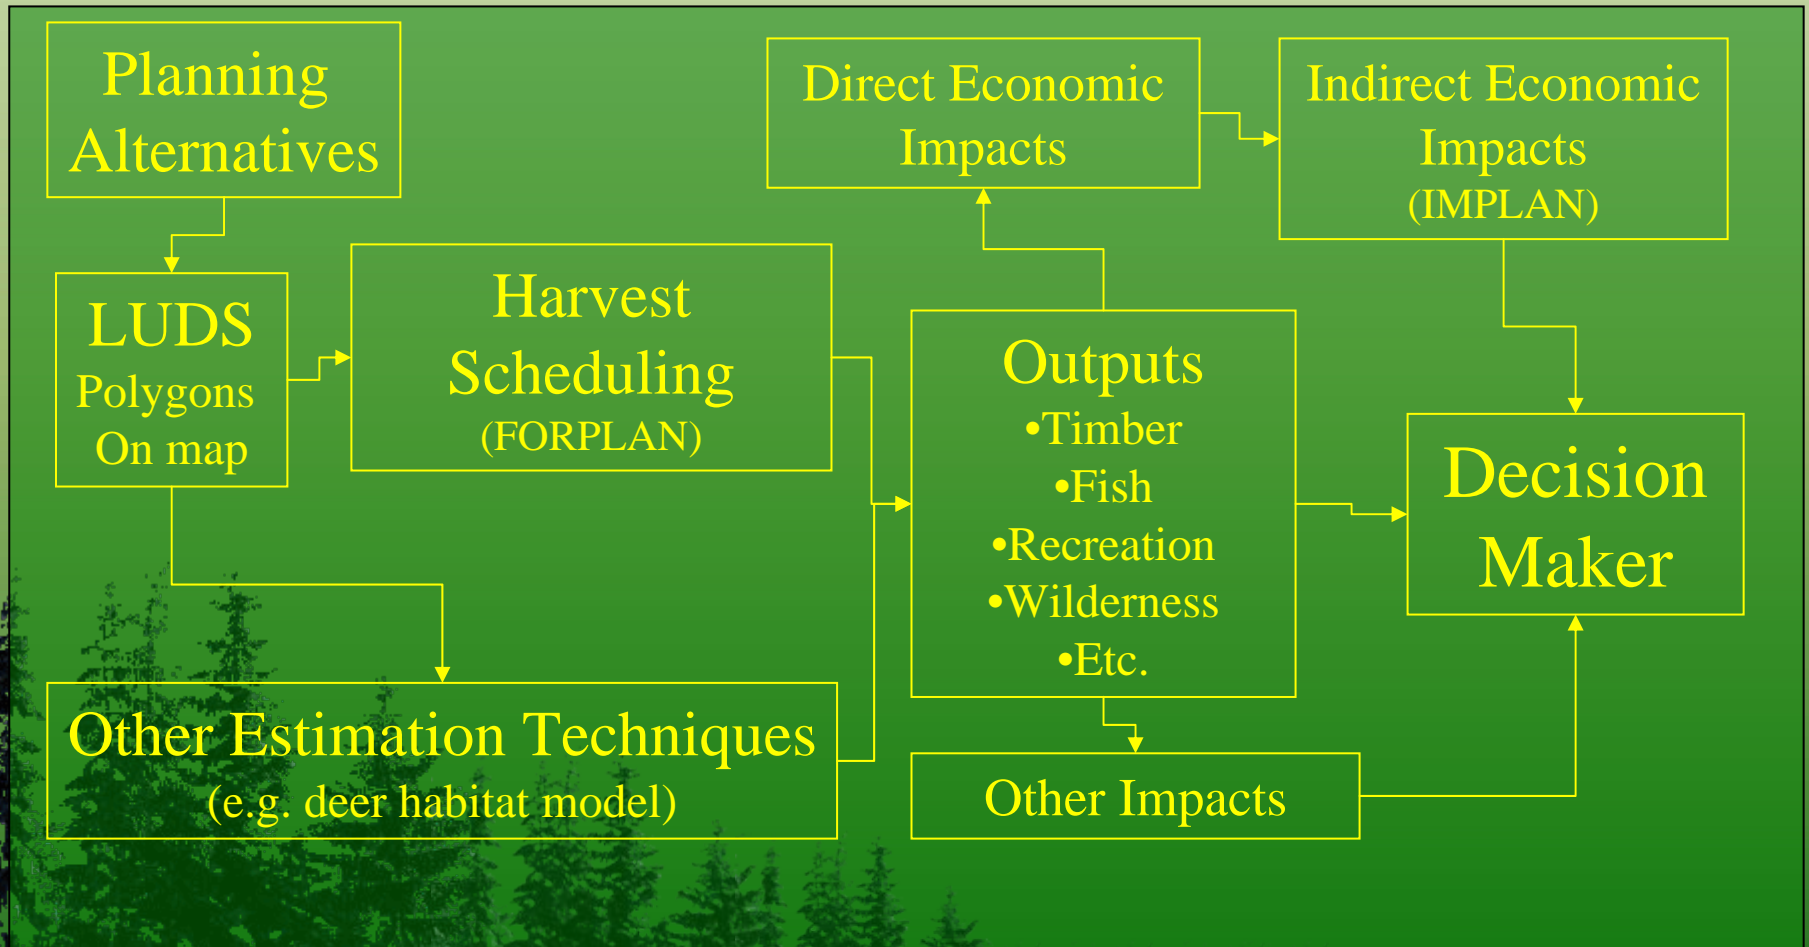 Planning
Alternatives
LUDS
Polygons
On map
Harvest
Scheduling
(FORPLAN)
Other Estimation Techniques
(e.g. deer habitat model)
Direct Economic
Impacts
Indirect Economic
Impacts
(IMPLAN)
Outputs
•Timber
•Fish
•Recreation
•Wilderness
•Etc.
Other Impacts
Decision
Maker